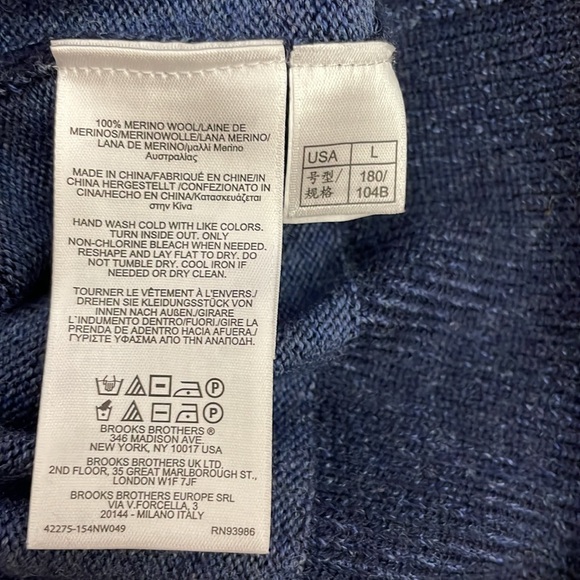 100% MERINO WOOL/LAINE DE
MERINOS/MERINOWOLLE/LANA MERINO/
LANA DE MERINO/μαλλί Merino
Αυστραλίας
MADE IN CHINA/FABRIQUÉ EN CHINE/IN
CHINA HERGESTELLT /CONFEZIONATO IN
CINA/HECHO EN CHINA/Κατασκευάζεται
στην Κίνα
HAND WASH COLD WITH LIKE COLORS.
TURN INSIDE OUT. ONLY
NON-CHLORINE BLEACH WHEN NEEDED.
RESHAPE AND LAY FLAT TO DRY. DO
NOT TUMBLE DRY. COOL IRON IF
NEEDED OR DRY CLEAN.
TOURNER LE VÊTEMENT À L'ENVERS./
DREHEN SIE KLEIDUNGSSTÜCK VON
INNEN NACH AUßEN./GIRARE
L'INDUMENTO DENTRO/FUORI./GIRE LA
PRENDA DE ADENTRO HACIA AFUERA./
ΓΥΡΙΣΤΕ ΥΦΑΣΜΑ ΑΠΟ ΤΗΝ ΑΝΑΠΟΔΗ.
P
P
BROOKS BROTHERS ®
346 MADISON AVE.
NEW YORK, NY 10017 USA
BROOKS BROTHERS UK LTD.
2ND FLOOR, 35 GREAT MARLBOROUGH ST.,
LONDON W1F 7JF
BROOKS BROTHERS EUROPE SRL
VIA V.FORCELLA, 3
20144 - MILANO ITALY
42275-154NW049 RN93986
USA L
号型/ 180/
规格 104B